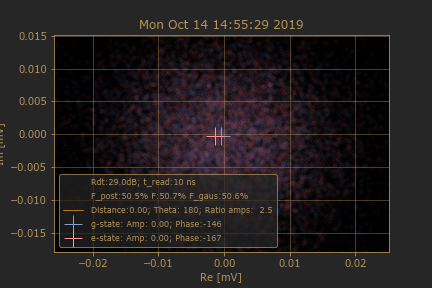 Mon Oct 14 14:55:29 2019
0.015
0.010
0.005
0.000
−0.005
−0.010
−0.015
Im [mV]
Rdt:29.0dB; t_read:10 ns
F_post:50.5% F:50.7% F_gaus:50.6%
Distance:0.00; Theta: 180; Ratio amps: 2.5
g-state: Amp: 0.00; Phase:-146
e-state: Amp: 0.00; Phase:-167
−0.02 −0.01 0.00 0.01 0.02
Re [mV]